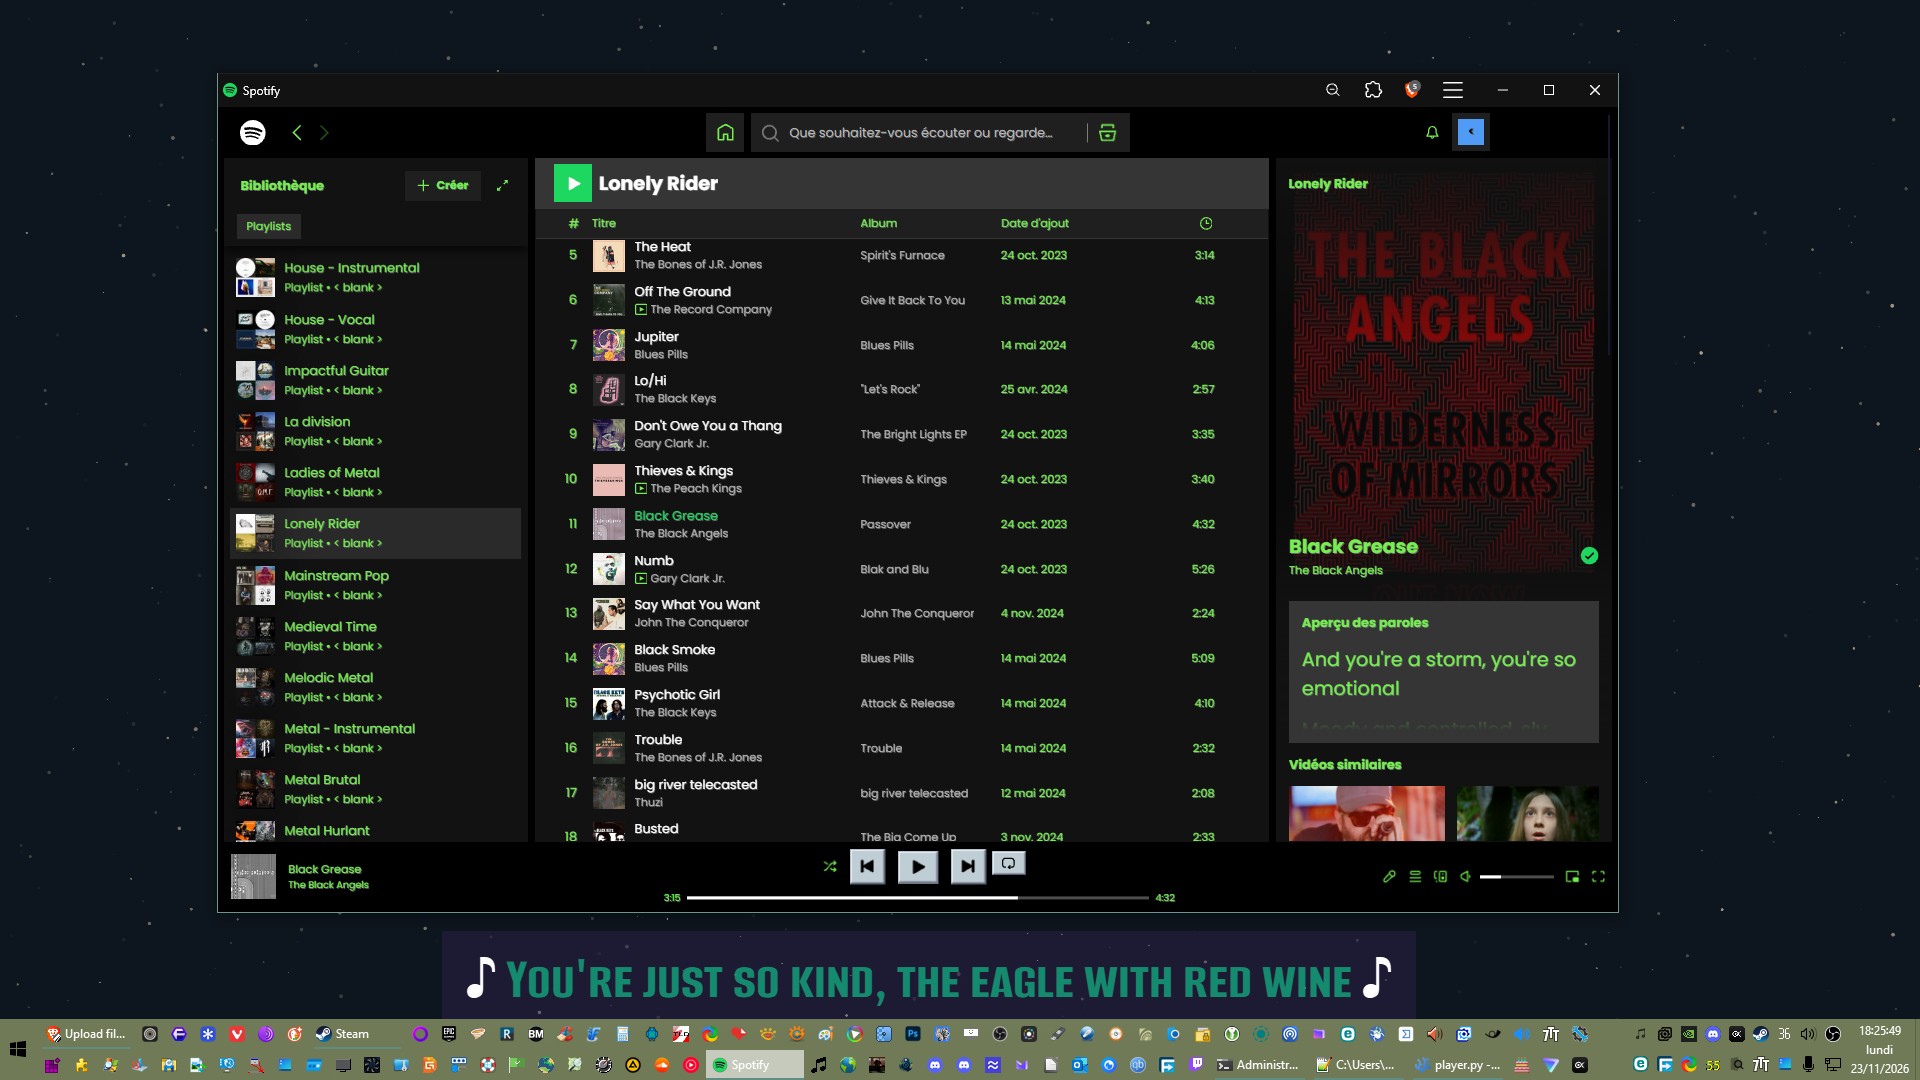 Spotify
Que souhaitez-vous écouter ou regarde...
Bibliothèque
Créer
Playlists
House - Instrumental
Playlist • < blank >
House - Vocal
Playlist • < blank >
Impactful Guitar
Playlist • < blank >
La division
Playlist • < blank >
Ladies of Metal
Playlist • < blank >
Lonely Rider
Playlist • < blank >
Mainstream Pop
Playlist • < blank >
Medieval Time
Playlist • < blank >
Melodic Metal
Playlist • < blank >
Metal - Instrumental
Playlist • < blank >
Metal Brutal
Playlist • < blank >
Metal Hurlant
Lonely Rider
# Titre Album Date d'ajout
5 The Heat Spirit's Furnace 24 oct. 2023 3:14
The Bones of J.R. Jones
6 Off The Ground Give It Back To You 13 mai 2024 4:13
The Record Company
7 Jupiter Blues Pills 14 mai 2024 4:06
Blues Pills
8 Lo/Hi "Let's Rock" 25 avr. 2024 2:57
The Black Keys
9 Don't Owe You a Thang The Bright Lights EP 24 oct. 2023 3:35
Gary Clark Jr.
10 Thieves & Kings Thieves & Kings 24 oct. 2023 3:40
The Peach Kings
11 Black Grease Passover 24 oct. 2023 4:32
The Black Angels
12 Numb Blak and Blu 24 oct. 2023 5:26
Gary Clark Jr.
13 Say What You Want John The Conqueror 4 nov. 2024 2:24
John The Conqueror
14 Black Smoke Blues Pills 14 mai 2024 5:09
Blues Pills
15 Psychotic Girl Attack & Release 14 mai 2024 4:10
The Black Keys
16 Trouble Trouble 14 mai 2024 2:32
The Bones of J.R. Jones
17 big river telecasted big river telecasted 12 mai 2024 2:08
Thuzi
18 Busted The Big Come Up 3 nov. 2024 2:33
Lonely Rider
THE BLACK
ANGELS
WILDERNESS
OF MIRRORS
Black Grease
The Black Angels
Aperçu des paroles
And you're a storm, you're so
emotional
Moody and controlled, oly
Vidéos similaires
Black Grease
The Black Angels
3:15
4:32
♪ YOU'RE JUST SO KIND, THE EAGLE WITH RED WINE ♪
Upload fil...
Steam
36
18:25:49
lundi
23/11/2026
Spotify
Administr...
C:\Users\...
player.py -...
55